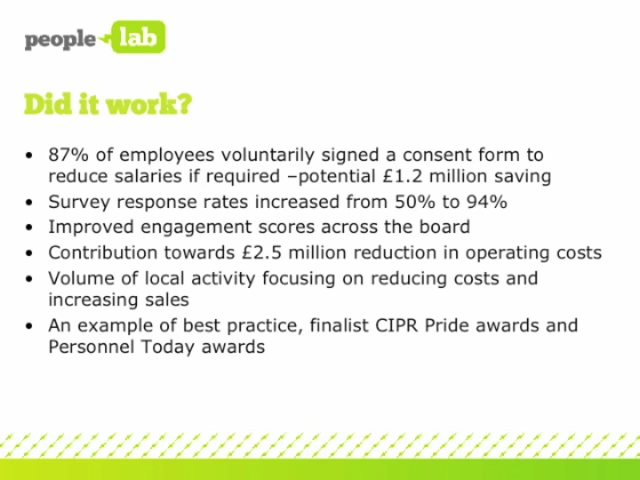 people lab
Did it work?
• 87% of employees voluntarily signed a consent form to
reduce salaries if required –potential £1.2 million saving
• Survey response rates increased from 50% to 94%
• Improved engagement scores across the board
• Contribution towards £2.5 million reduction in operating costs
• Volume of local activity focusing on reducing costs and
increasing sales
• An example of best practice, finalist CIPR Pride awards and
Personnel Today awards